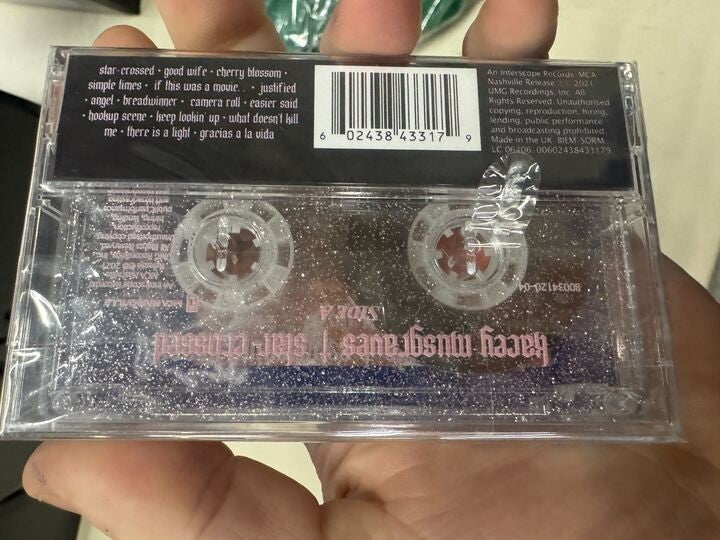 star-crossed • good wife • cherry blossom •
simple times • if this was a movie. . • justified
• angel • breadwinner • camera roll • easier said
• hookup scene • keep lookin' up • what doesn't kill
me • there is a light • gracias a la vida
6 02438 43317 9
An Interscope Records, MCA
Nashville Release ℗© 2021
UMG Recordings, Inc. All
Rights Reserved. Unauthorised
copying, reproduction, hiring,
lending, public performance
and broadcasting prohibited.
Made in the UK. BIEM/SDRM.
LC 06406. 00602438433179
80034120-04
SIDE A
kacey musgraves | star-crossed